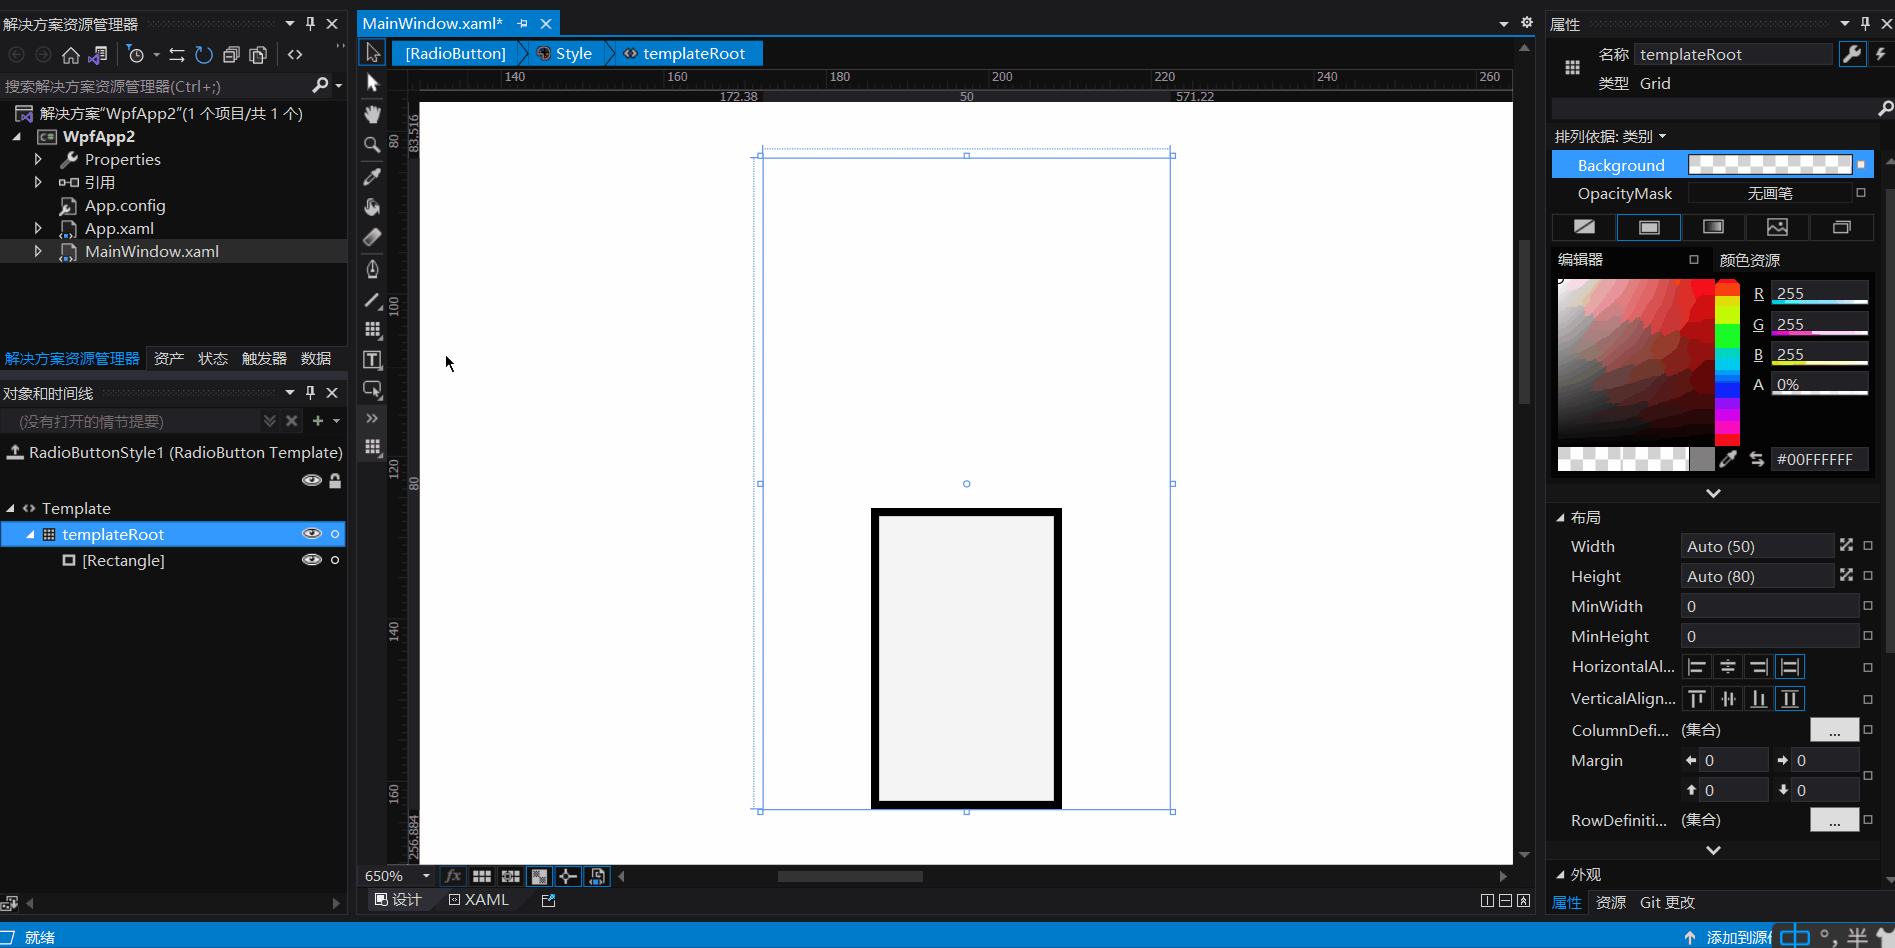 解决方案资源管理器
搜索解决方案资源管理器(Ctrl+;)
解决方案“WpfApp2”(1 个项目/共 1 个)
WpfApp2
Properties
引用
App.config
App.xaml
MainWindow.xaml
解决方案资源管理器 资产 状态 触发器 数据
对象和时间线
(没有打开的情节提要)
RadioButtonStyle1 (RadioButton Template)
Template
templateRoot
[Rectangle]
MainWindow.xaml*
[RadioButton] Style templateRoot
140 160 180 200 220 240 260
172.38 50 571.22
80 100 120 140 160
83.516 80 256.884
650%
fx
设计 XAML
属性
名称 templateRoot
类型 Grid
排列依据: 类别
Background
OpacityMask 无画笔
编辑器 颜色资源
R 255
G 255
B 255
A 0%
#00FFFFFF
布局
Width Auto (50)
Height Auto (80)
MinWidth 0
MinHeight 0
HorizontalAl...
VerticalAlign...
ColumnDefi... (集合) ...
Margin 0 0
0 0
RowDefiniti... (集合) ...
外观
属性 资源 Git 更改
就绪
添加到源
中 °, 半